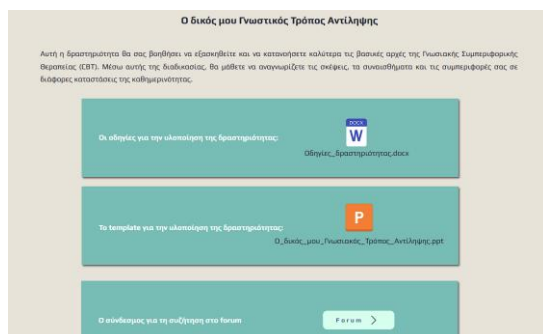 Ο δικός μου Γνωστικός Τρόπος Αντίληψης
Αυτή η δραστηριότητα θα σας βοηθήσει να εξασκηθείτε και να κατανοήσετε καλύτερα τις βασικές αρχές της Γνωσιακής Συμπεριφορικής
Θεραπείας (CBT). Μέσω αυτής της διαδικασίας, θα μάθετε να αναγνωρίζετε τις σκέψεις, τα συναισθήματα και τις συμπεριφορές σας σε
διάφορες καταστάσεις της καθημερινότητας.
DOCX
W
Οι οδηγίες για την υλοποίηση της δραστηριότητας:
Οδηγίες_δραστηριότητας.docx
P
Το template για την υλοποίηση της δραστηριότητας:
Ο_δικός_μου_Γνωσιακός_Τρόπος_Αντίληψης.ppt
Ο σύνδεσμος για τη συζήτηση στο forum
Forum